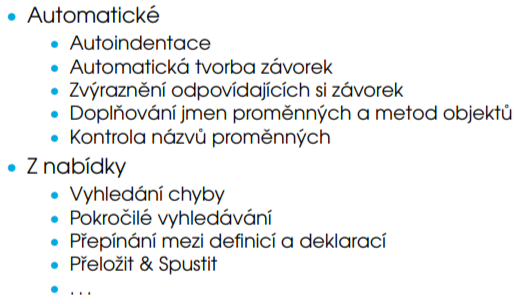 • Automatické
• Autoindentace
• Automatická tvorba závorek
• Zvýraznění odpovídajících si závorek
• Doplňování jmen proměnných a metod objektů
• Kontrola názvů proměnných
• Z nabídky
• Vyhledání chyby
• Pokročilé vyhledávání
• Přepínání mezi definicí a deklarací
• Přeložit & Spustit
• ...